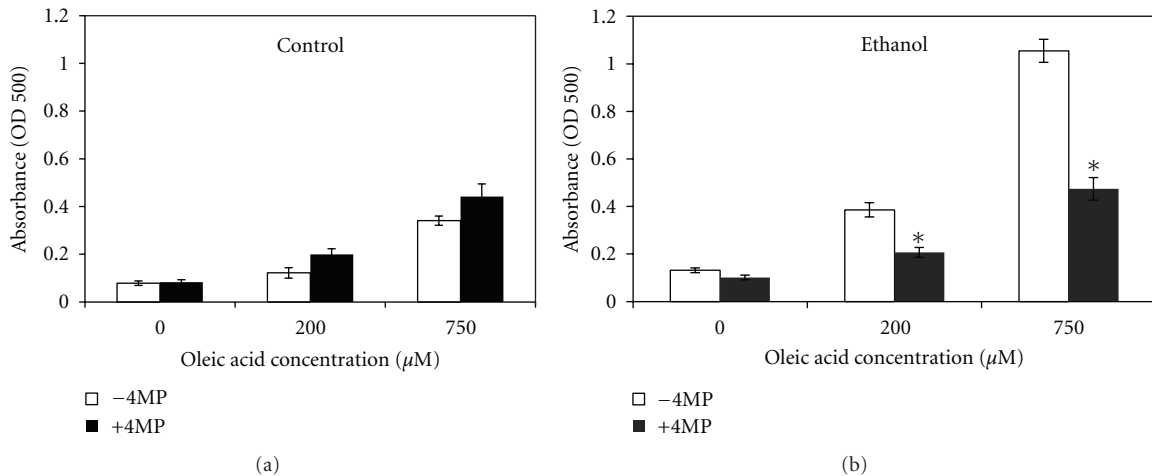 1.2
1
0.8
0.6
0.4
0.2
0
Absorbance (OD 500)
Control
0 200 750
Oleic acid concentration (μM)
−4MP
+4MP
(a)
1.2
1
0.8
0.6
0.4
0.2
0
Absorbance (OD 500)
Ethanol
*
*
0 200 750
Oleic acid concentration (μM)
−4MP
+4MP
(b)